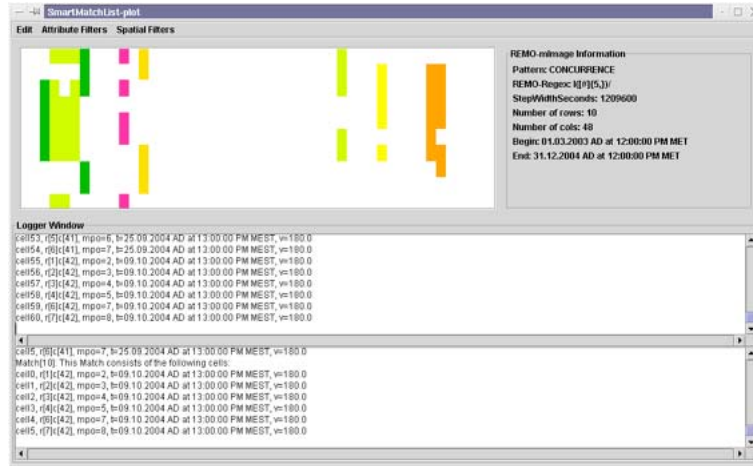 SmartMatchList-plot
Edit Attribute Filters Spatial Filters
REMO-mImage Information
Pattern: CONCURRENCE
REMO-Regex: I([#]{5,})/
StepWidthSeconds: 1209600
Number of rows: 10
Number of cols: 48
Begin: 01.03.2003 AD at 12:00:00 PM MET
End: 31.12.2004 AD at 12:00:00 PM MET
Logger Window
cell53, r[5]c[41], mpo=6, t=25.09.2004 AD at 13:00:00 PM MEST, v=180.0
cell54, r[6]c[41], mpo=7, t=25.09.2004 AD at 13:00:00 PM MEST, v=180.0
cell55, r[1]c[42], mpo=2, t=09.10.2004 AD at 13:00:00 PM MEST, v=180.0
cell56, r[2]c[42], mpo=3, t=09.10.2004 AD at 13:00:00 PM MEST, v=180.0
cell57, r[3]c[42], mpo=4, t=09.10.2004 AD at 13:00:00 PM MEST, v=180.0
cell58, r[4]c[42], mpo=5, t=09.10.2004 AD at 13:00:00 PM MEST, v=180.0
cell59, r[6]c[42], mpo=7, t=09.10.2004 AD at 13:00:00 PM MEST, v=180.0
cell60, r[7]c[42], mpo=8, t=09.10.2004 AD at 13:00:00 PM MEST, v=180.0
cell5, r[6]c[41], mpo=7, t=25.09.2004 AD at 13:00:00 PM MEST, v=180.0
Match[10]. This Match consists of the following cells:
cell0, r[1]c[42], mpo=2, t=09.10.2004 AD at 13:00:00 PM MEST, v=180.0
cell1, r[2]c[42], mpo=3, t=09.10.2004 AD at 13:00:00 PM MEST, v=180.0
cell2, r[3]c[42], mpo=4, t=09.10.2004 AD at 13:00:00 PM MEST, v=180.0
cell3, r[4]c[42], mpo=5, t=09.10.2004 AD at 13:00:00 PM MEST, v=180.0
cell4, r[6]c[42], mpo=7, t=09.10.2004 AD at 13:00:00 PM MEST, v=180.0
cell5, r[7]c[42], mpo=8, t=09.10.2004 AD at 13:00:00 PM MEST, v=180.0